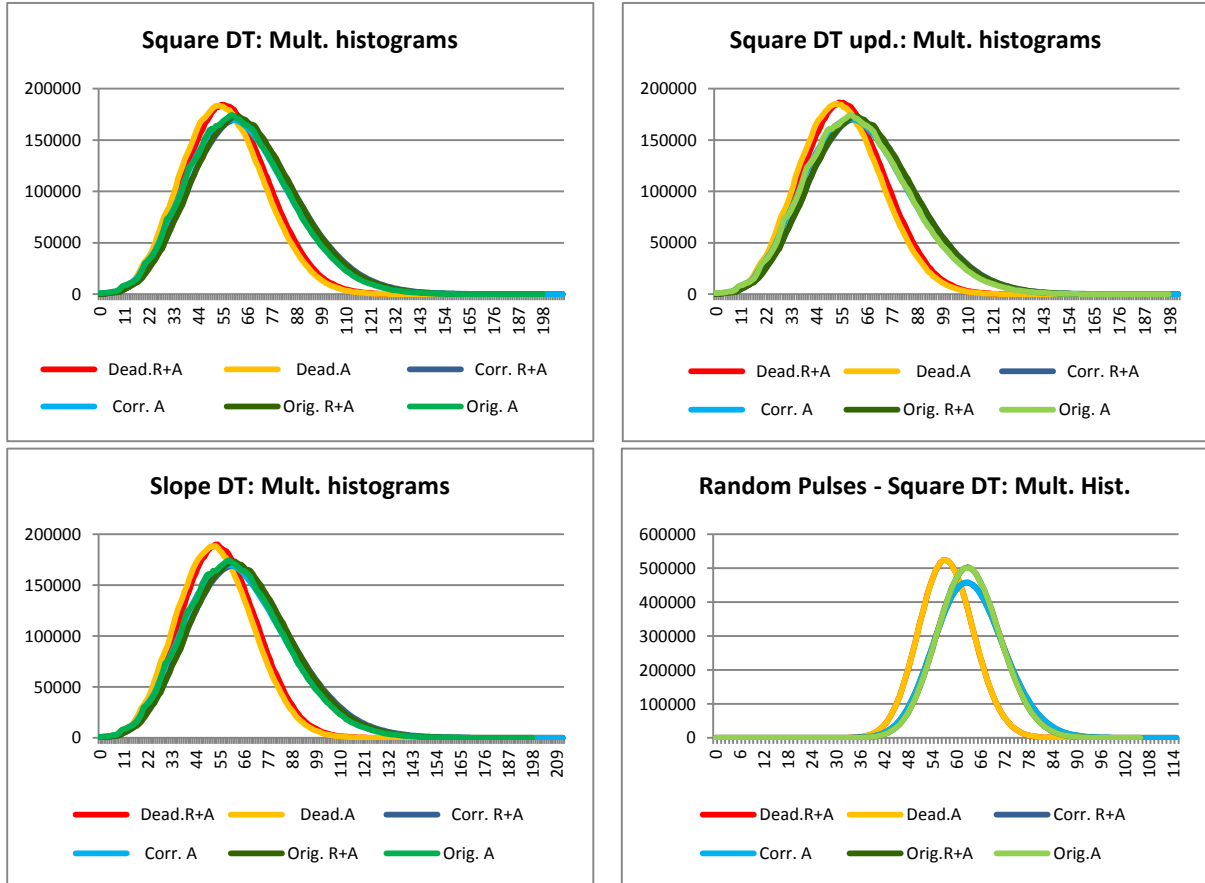 Square DT: Mult. histograms
200000
150000
100000
50000
0
0 11 22 33 44 55 66 77 88 99 110 121 132 143 154 165 176 187 198
Dead.R+A Dead.A Corr. R+A
Corr. A Orig. R+A Orig. A
Square DT upd.: Mult. histograms
200000
150000
100000
50000
0
0 11 22 33 44 55 66 77 88 99 110 121 132 143 154 165 176 187 198
Dead.R+A Dead.A Corr. R+A
Corr. A Orig. R+A Orig. A
Slope DT: Mult. histograms
200000
150000
100000
50000
0
0 11 22 33 44 55 66 77 88 99 110 121 132 143 154 165 176 187 198 209
Dead.R+A Dead.A Corr. R+A
Corr. A Orig. R+A Orig. A
Random Pulses - Square DT: Mult. Hist.
600000
500000
400000
300000
200000
100000
0
0 6 12 18 24 30 36 42 48 54 60 66 72 78 84 90 96 102 108 114
Dead.R+A Dead.A Corr. R+A
Corr. A Orig.R+A Orig.A